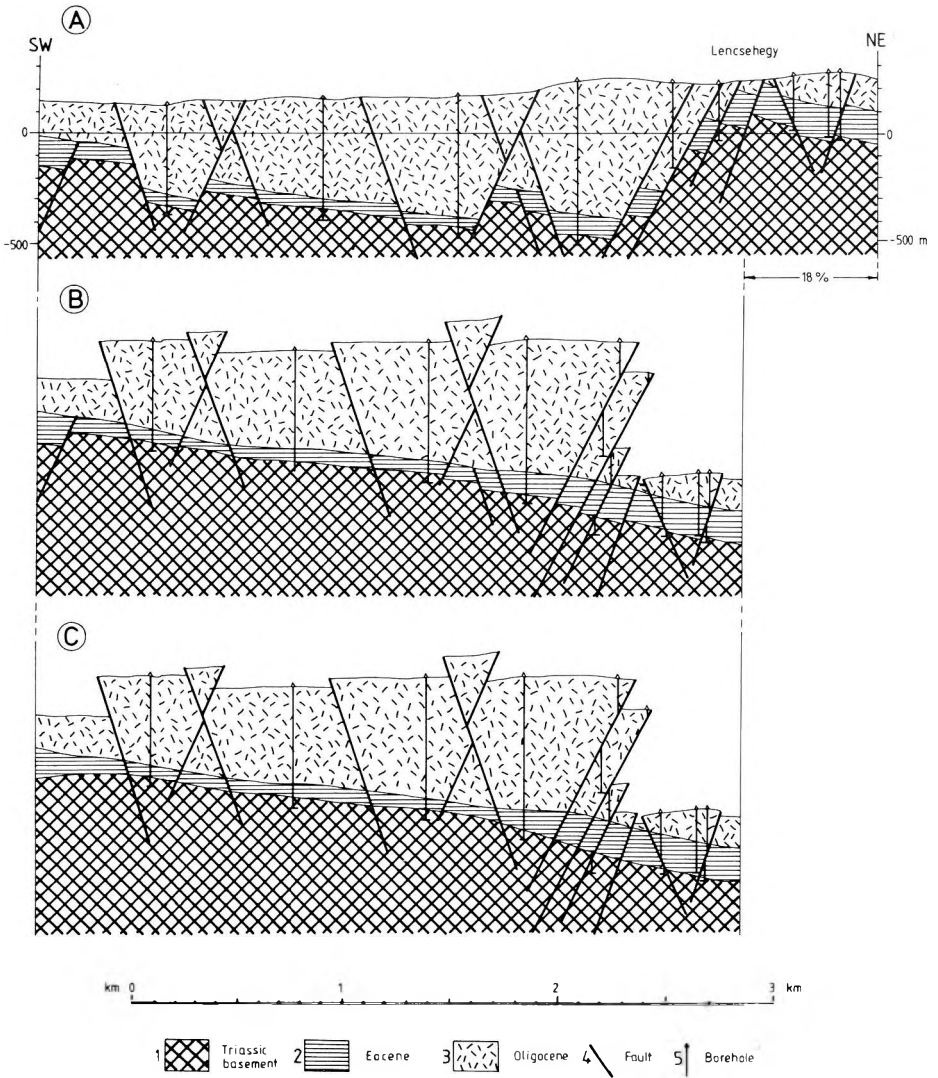 A
SW
Lencsehegy
NE
0
0
-500
-500 m
18 %
B
C
km 0 1 2 3 km
1 Triassic basement 2 Eocene 3 Oligocene 4 Fault 5 Borehole